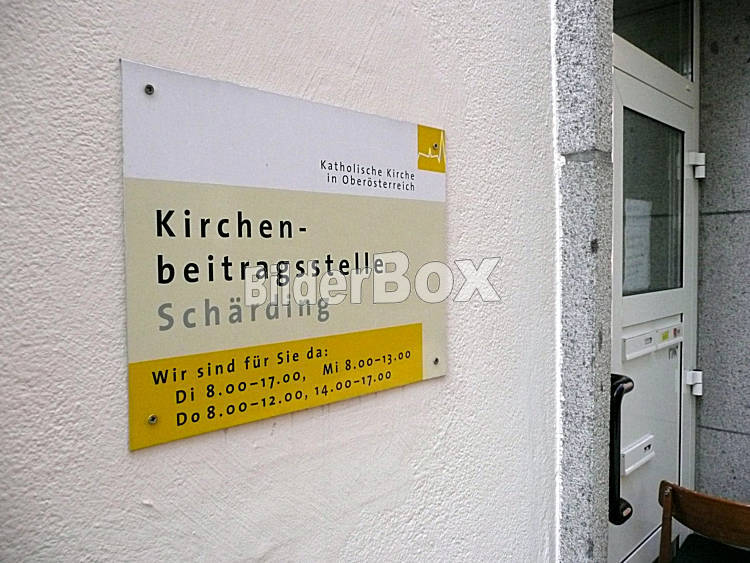 Katholische Kirche
in Oberösterreich
Kirchen-
beitragsstelle
Schärding
BilderBOX
Wir sind für Sie da:
Di 8.00–17.00, Mi 8.00–13.00
Do 8.00–12.00, 14.00–17.00